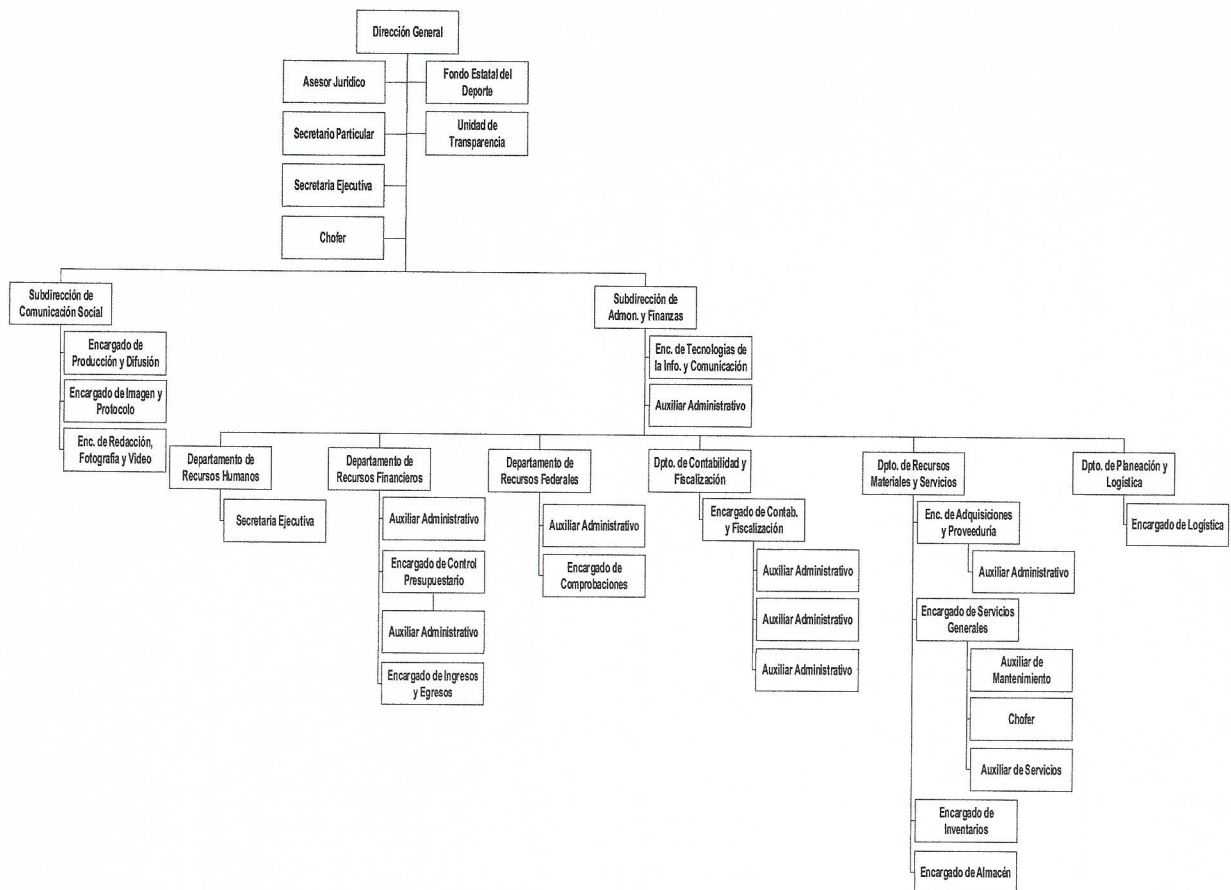 Dirección General
Asesor Jurídico
Fondo Estatal del
Deporte
Secretario Particular
Unidad de
Transparencia
Secretaria Ejecutiva
Chofer
Subdirección de
Comunicación Social
Encargado de
Producción y Difusión
Encargado de Imagen y
Protocolo
Enc. de Redacción,
Fotografía y Video
Subdirección de
Admon. y Finanzas
Enc. de Tecnologías de
la Info. y Comunicación
Auxiliar Administrativo
Departamento de
Recursos Humanos
Secretaria Ejecutiva
Departamento de
Recursos Financieros
Auxiliar Administrativo
Encargado de Control
Presupuestario
Auxiliar Administrativo
Encargado de Ingresos
y Egresos
Departamento de
Recursos Federales
Auxiliar Administrativo
Encargado de
Comprobaciones
Dpto. de Contabilidad y
Fiscalización
Encargado de Contab.
y Fiscalización
Auxiliar Administrativo
Auxiliar Administrativo
Auxiliar Administrativo
Dpto. de Recursos
Materiales y Servicios
Enc. de Adquisiciones
y Proveeduría
Auxiliar Administrativo
Encargado de Servicios
Generales
Auxiliar de
Mantenimiento
Chofer
Auxiliar de Servicios
Encargado de
Inventarios
Encargado de Almacén
Dpto. de Planeación y
Logística
Encargado de Logística